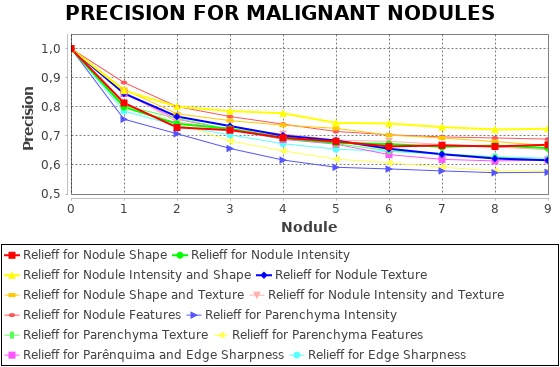 PRECISION FOR MALIGNANT NODULES
1,0
0,9
0,8
0,7
0,6
0,5
Precision
0 1 2 3 4 5 6 7 8 9
Nodule
Relieff for Nodule Shape Relieff for Nodule Intensity
Relieff for Nodule Intensity and Shape Relieff for Nodule Texture
Relieff for Nodule Shape and Texture Relieff for Nodule Intensity and Texture
Relieff for Nodule Features Relieff for Parenchyma Intensity
Relieff for Parenchyma Texture Relieff for Parenchyma Features
Relieff for Parênquima and Edge Sharpness Relieff for Edge Sharpness